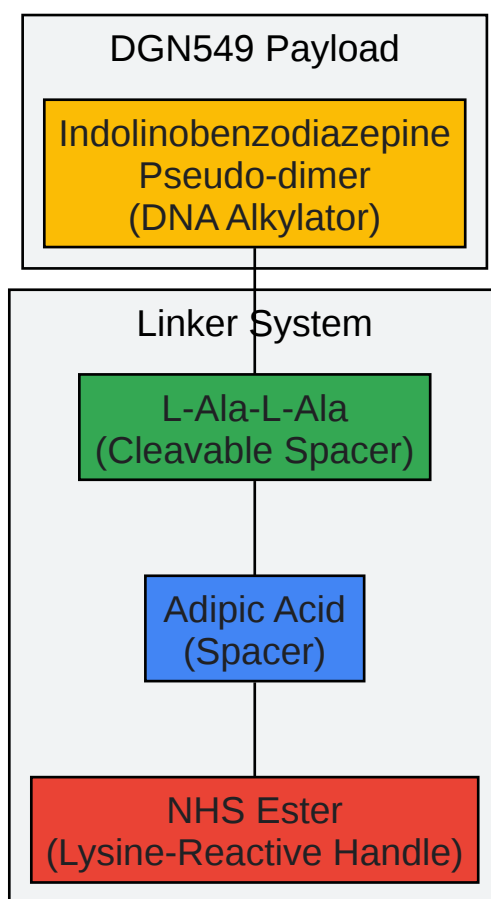 DGN549 Payload
Indolinobenzodiazepine
Pseudo-dimer
(DNA Alkylator)
Linker System
L-Ala-L-Ala
(Cleavable Spacer)
Adipic Acid
(Spacer)
NHS Ester
(Lysine-Reactive Handle)